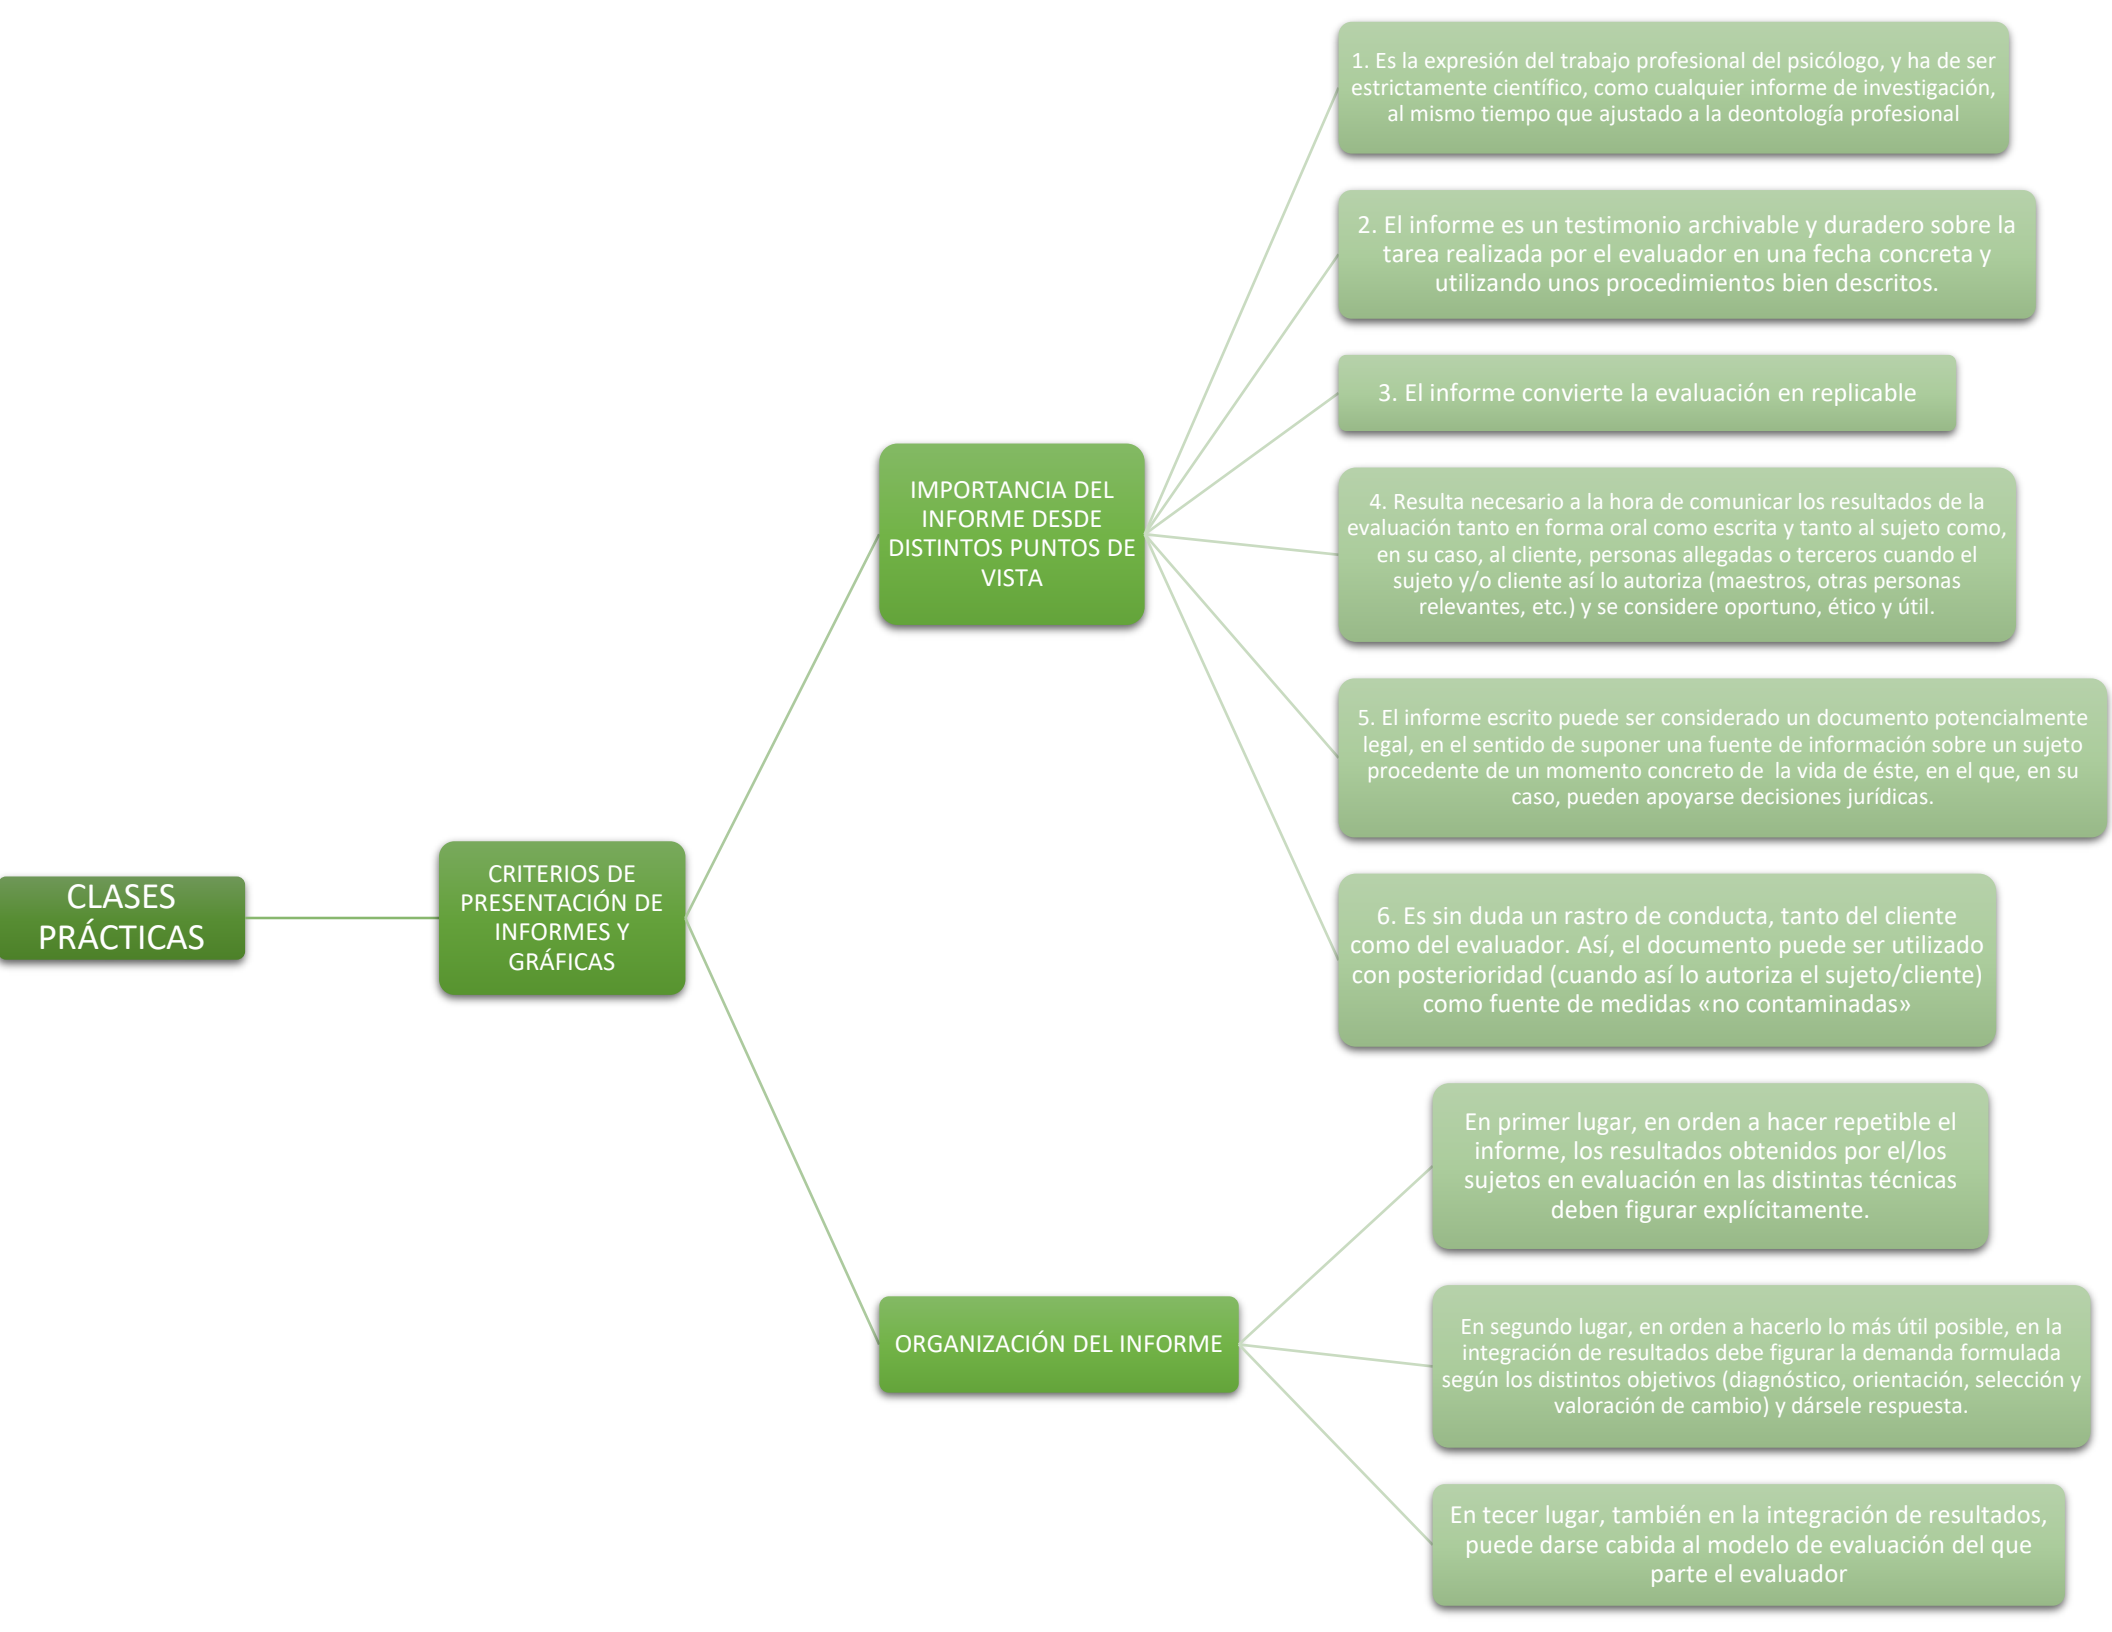 CLASES
PRÁCTICAS
CRITERIOS DE
PRESENTACIÓN DE
INFORMES Y
GRÁFICAS
IMPORTANCIA DEL
INFORME DESDE
DISTINTOS PUNTOS DE
VISTA
1. Es la expresión del trabajo profesional del psicólogo, y ha de ser
estrictamente científico, como cualquier informe de investigación,
al mismo tiempo que ajustado a la deontología profesional
2. El informe es un testimonio archivable y duradero sobre la
tarea realizada por el evaluador en una fecha concreta y
utilizando unos procedimientos bien descritos.
3. El informe convierte la evaluación en replicable
4. Resulta necesario a la hora de comunicar los resultados de la
evaluación tanto en forma oral como escrita y tanto al sujeto como,
en su caso, al cliente, personas allegadas o terceros cuando el
sujeto y/o cliente así lo autoriza (maestros, otras personas
relevantes, etc.) y se considere oportuno, ético y útil.
5. El informe escrito puede ser considerado un documento potencialmente
legal, en el sentido de suponer una fuente de información sobre un sujeto
procedente de un momento concreto de la vida de éste, en el que, en su
caso, pueden apoyarse decisiones jurídicas.
6. Es sin duda un rastro de conducta, tanto del cliente
como del evaluador. Así, el documento puede ser utilizado
con posterioridad (cuando así lo autoriza el sujeto/cliente)
como fuente de medidas «no contaminadas»
ORGANIZACIÓN DEL INFORME
En primer lugar, en orden a hacer repetible el
informe, los resultados obtenidos por el/los
sujetos en evaluación en las distintas técnicas
deben figurar explícitamente.
En segundo lugar, en orden a hacerlo lo más útil posible, en la
integración de resultados debe figurar la demanda formulada
según los distintos objetivos (diagnóstico, orientación, selección y
valoración de cambio) y dársele respuesta.
En tecer lugar, también en la integración de resultados,
puede darse cabida al modelo de evaluación del que
parte el evaluador